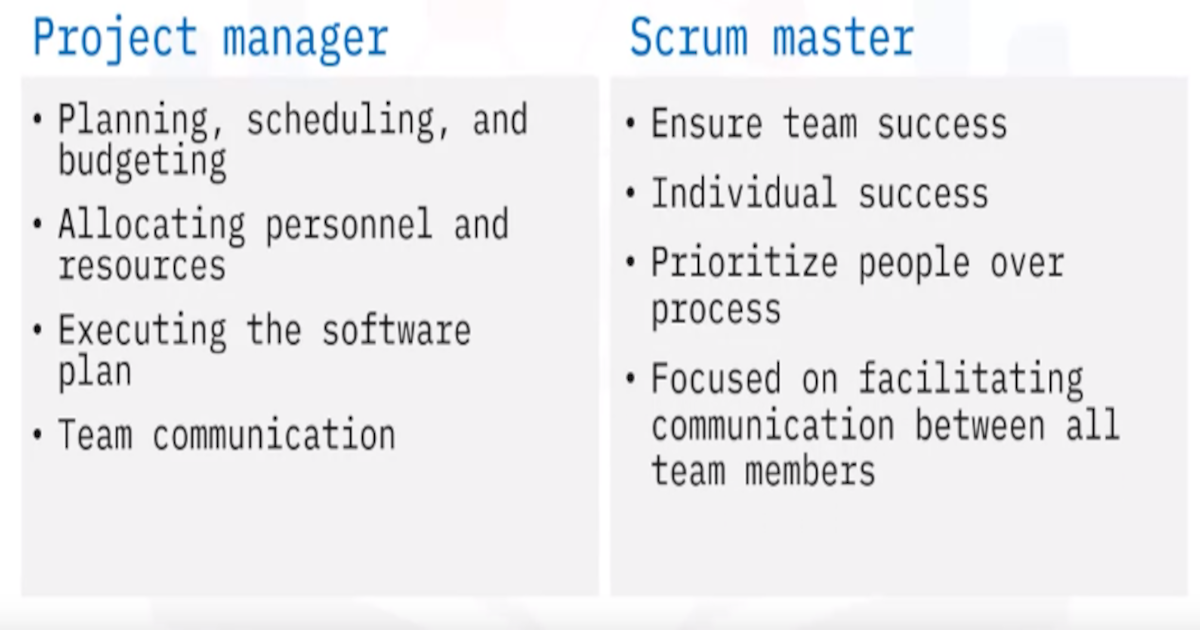 Project manager
• Planning, scheduling, and
budgeting
• Allocating personnel and
resources
• Executing the software
plan
• Team communication
Scrum master
• Ensure team success
• Individual success
• Prioritize people over
process
• Focused on facilitating
communication between all
team members